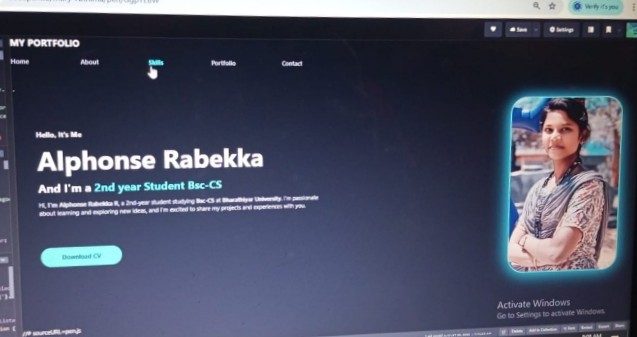 Verify it's you
Save
Settings
MY PORTFOLIO
Home About Skills Portfolio Contact
Hello, It's Me
Alphonse Rabekka
And I'm a 2nd year Student Bsc-CS
Hi, I'm Alphonse Rabekka R, a 2nd-year student studying Bsc-CS at Bharathiyar University. I'm passionate
about learning and exploring new ideas, and I'm excited to share my projects and experiences with you.
Download CV
Activate Windows
Go to Settings to activate Windows.